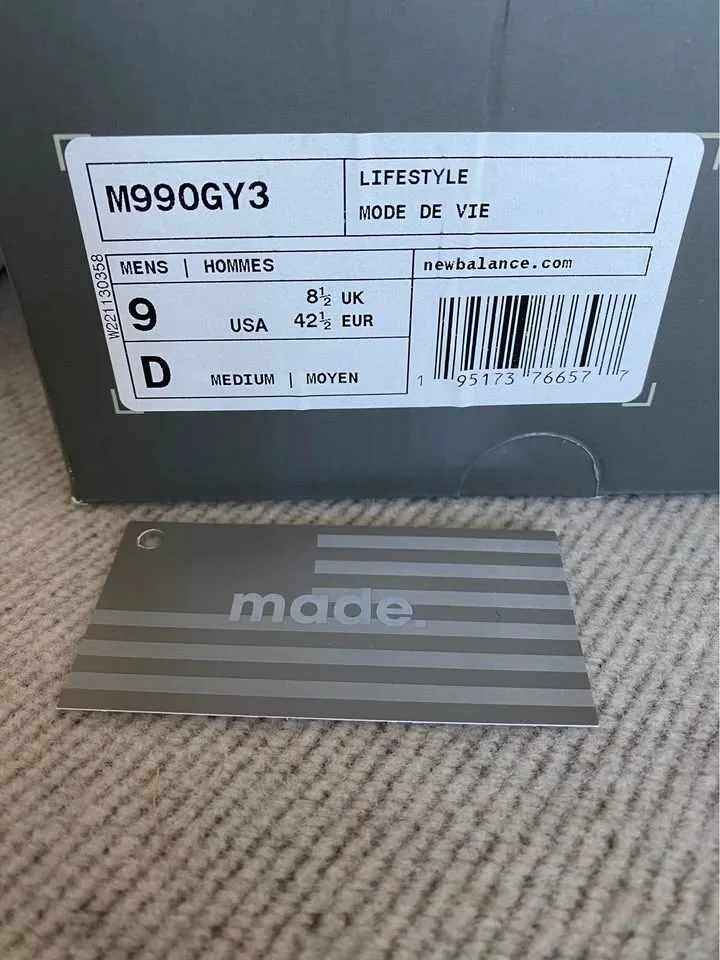 M990GY3
LIFESTYLE
MODE DE VIE
W221130358
MENS | HOMMES
newbalance.com
9 USA 8½ UK
42½ EUR
D MEDIUM | MOYEN
1 95173 76657 7
made.